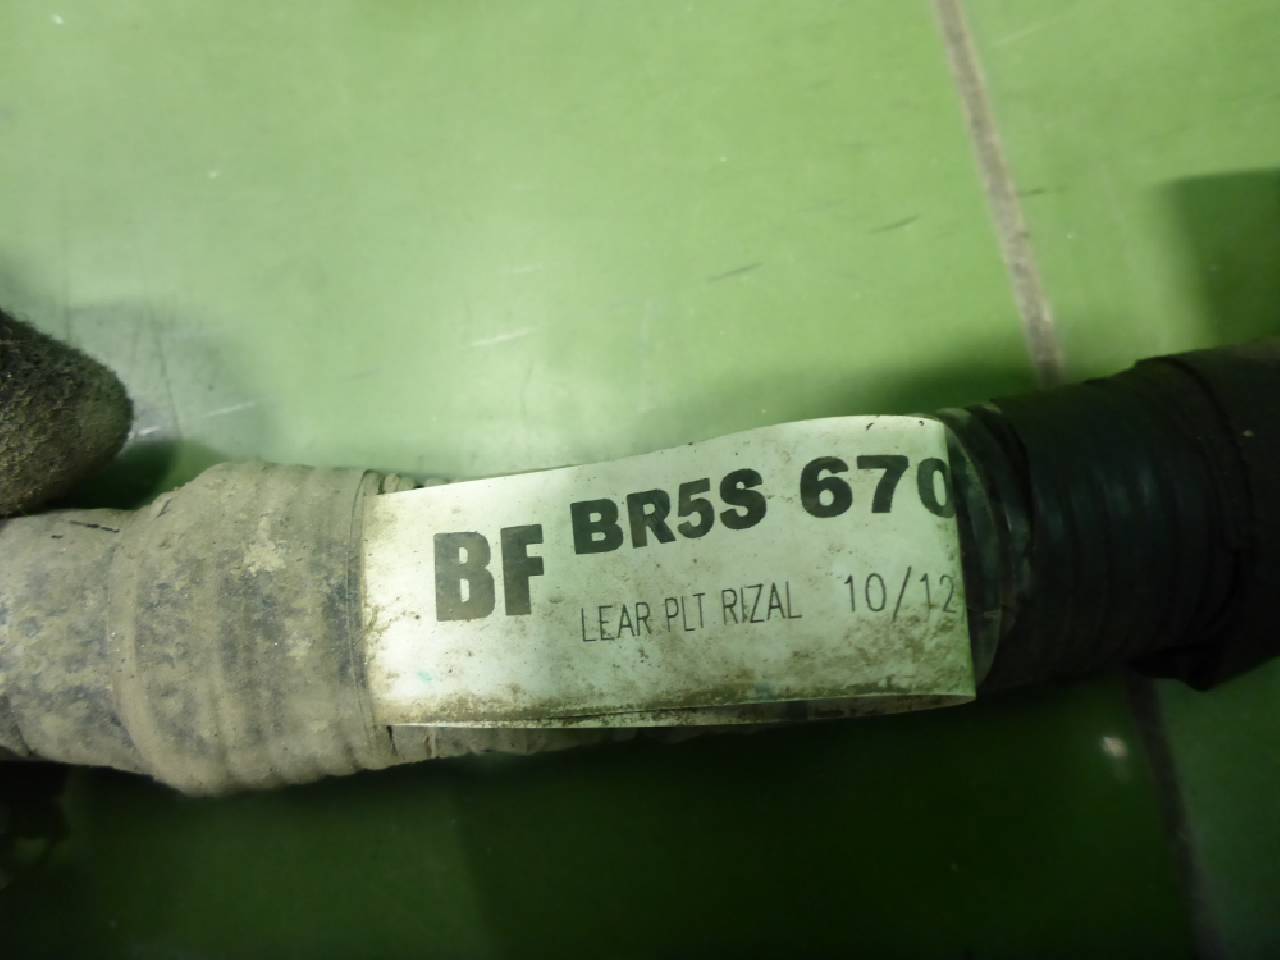 BF BR5S 670
LEAR PLT RIZAL 10/12